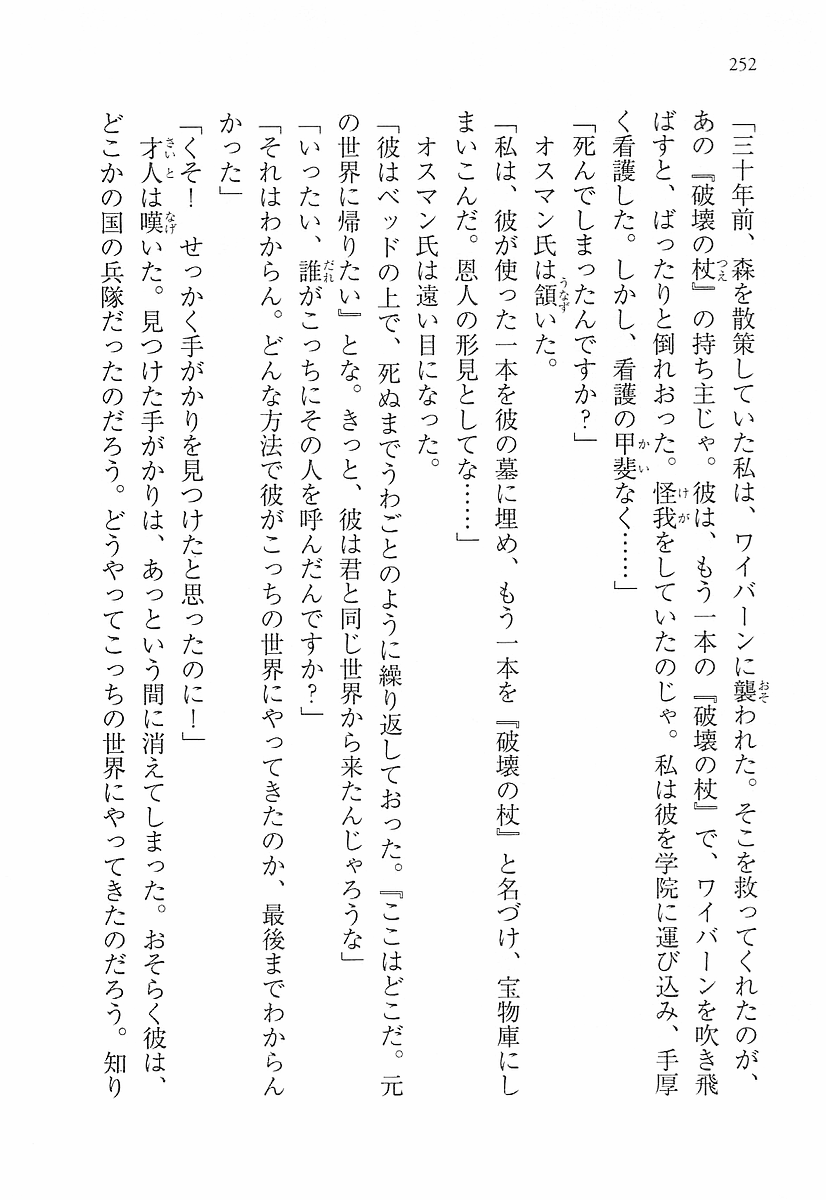 252
「三十年前、森を散策していた私は、ワイバーンに襲われた。そこを救ってくれたのが、
あの『破壊の杖』の持ち主じゃ。彼は、もう一本の『破壊の杖』で、ワイバーンを吹き飛
ばすと、ばったりと倒れおった。怪我をしていたのじゃ。私は彼を学院に運び込み、手厚
く看護した。しかし、看護の甲斐なく……」
「死んでしまったんですか？」
　オスマン氏は頷いた。
「私は、彼が使った一本を彼の墓に埋め、もう一本を『破壊の杖』と名づけ、宝物庫にし
まいこんだ。恩人の形見としてな……」
　オスマン氏は遠い目になった。
「彼はベッドの上で、死ぬまでうわごとのように繰り返しておった。『ここはどこだ。元
の世界に帰りたい』とな。きっと、彼は君と同じ世界から来たんじゃろうな」
「いったい、誰がこっちにその人を呼んだんですか？」
「それはわからん。どんな方法で彼がこっちの世界にやってきたのか、最後までわからん
かった」
「くそ！　せっかく手がかりを見つけたと思ったのに！」
　才人は嘆いた。見つけた手がかりは、あっという間に消えてしまった。おそらく彼は、
どこかの国の兵隊だったのだろう。どうやってこっちの世界にやってきたのだろう。知り